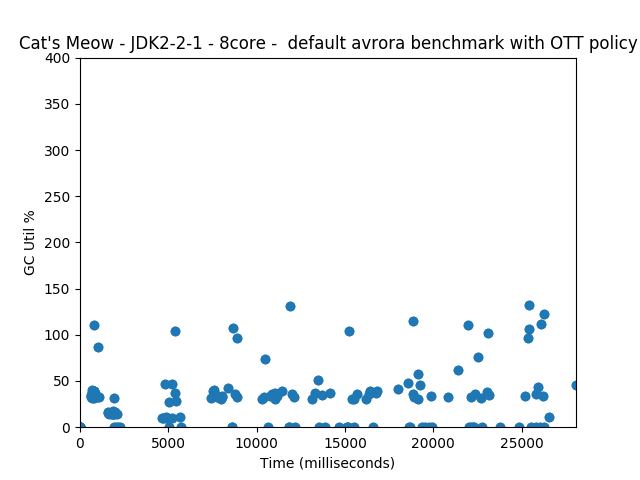 Cat's Meow - JDK2-2-1 - 8core -  default avrora benchmark with OTT policy
400
350
300
250
200
150
100
50
0
GC Util %
0 5000 10000 15000 20000 25000
Time (milliseconds)